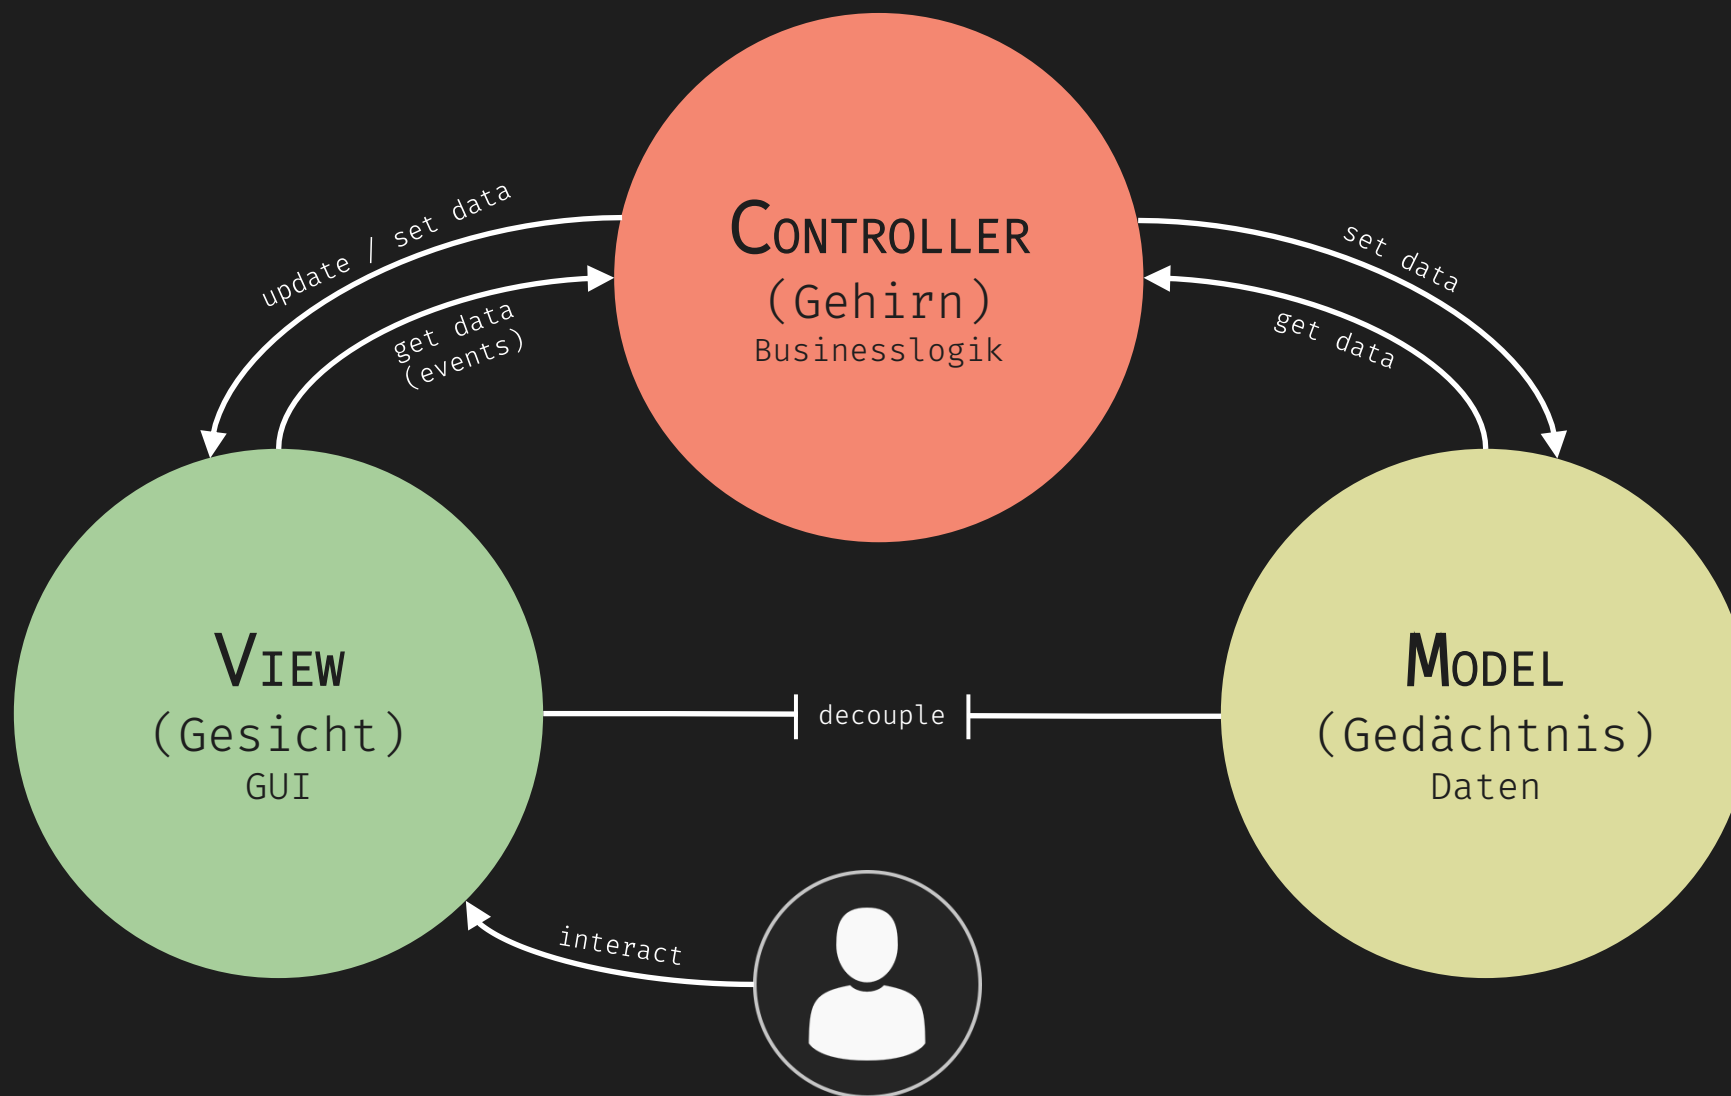 CONTROLLER
(Gehirn)
Businesslogik
update / set data
get data
(events)
set data
get data
VIEW
(Gesicht)
GUI
decouple
MODEL
(Gedächtnis)
Daten
interact